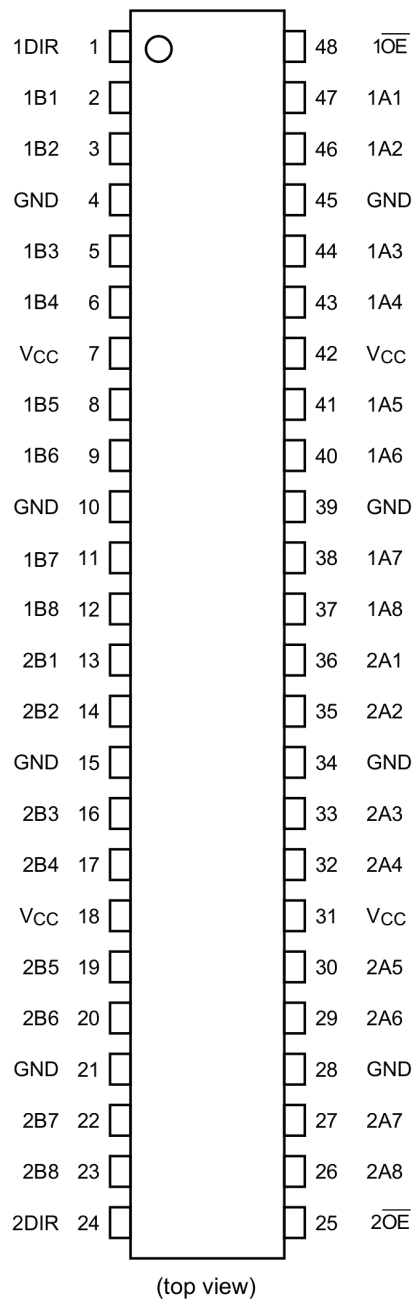 1DIR 1 48 1O̅E̅
1B1 2 47 1A1
1B2 3 46 1A2
GND 4 45 GND
1B3 5 44 1A3
1B4 6 43 1A4
VCC 7 42 VCC
1B5 8 41 1A5
1B6 9 40 1A6
GND 10 39 GND
1B7 11 38 1A7
1B8 12 37 1A8
2B1 13 36 2A1
2B2 14 35 2A2
GND 15 34 GND
2B3 16 33 2A3
2B4 17 32 2A4
VCC 18 31 VCC
2B5 19 30 2A5
2B6 20 29 2A6
GND 21 28 GND
2B7 22 27 2A7
2B8 23 26 2A8
2DIR 24 25 2O̅E̅
(top view)